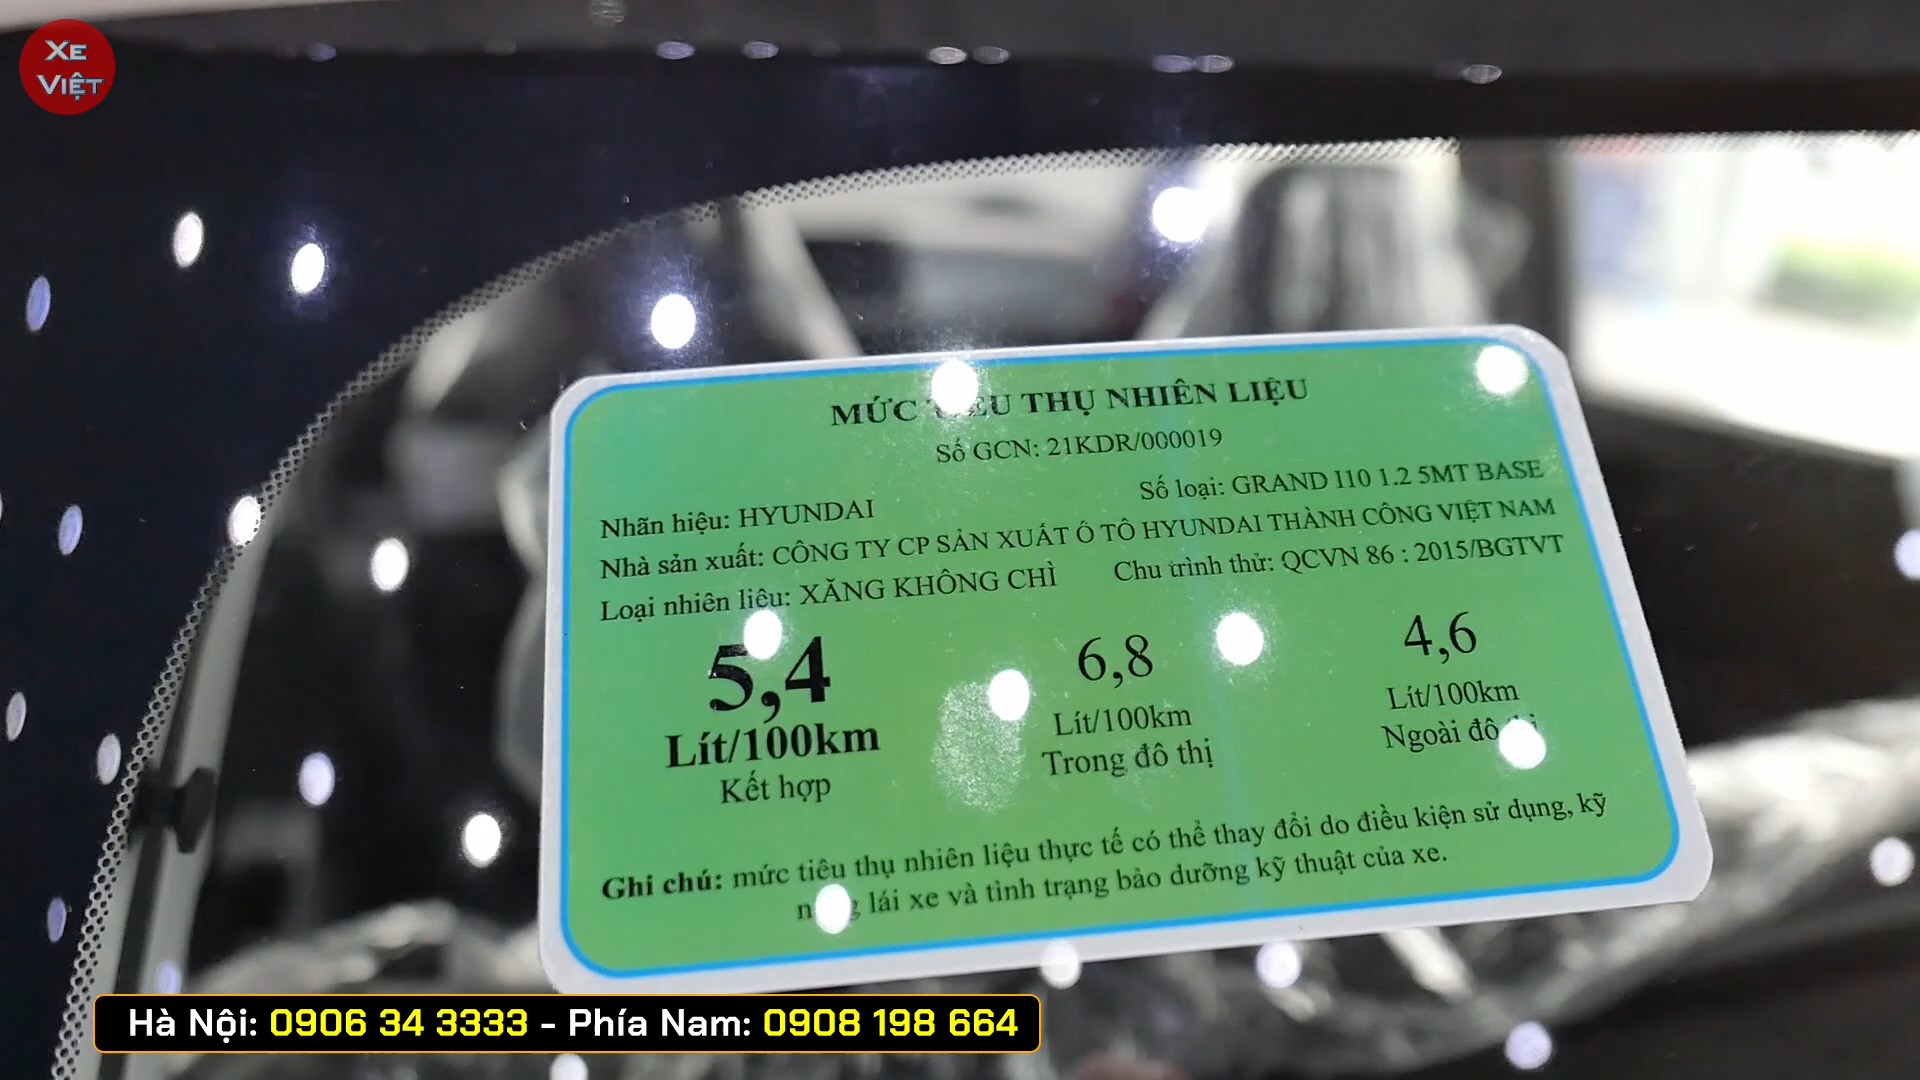 XE
VIỆT
MỨC TIÊU THỤ NHIÊN LIỆU
Số GCN: 21KDR/000019
Nhãn hiệu: HYUNDAI Số loại: GRAND I10 1.2 5MT BASE
Nhà sản xuất: CÔNG TY CP SẢN XUẤT Ô TÔ HYUNDAI THÀNH CÔNG VIỆT NAM
Loại nhiên liêu: XĂNG KHÔNG CHÌ Chu trình thử: QCVN 86 : 2015/BGTVT
5,4 6,8 4,6
Lít/100km Lít/100km Lít/100km
Kết hợp Trong đô thị Ngoài đô thị
Ghi chú: mức tiêu thụ nhiên liệu thực tế có thể thay đổi do điều kiện sử dụng, kỹ
năng lái xe và tình trạng bảo dưỡng kỹ thuật của xe.
Hà Nội: 0906 34 3333 - Phía Nam: 0908 198 664